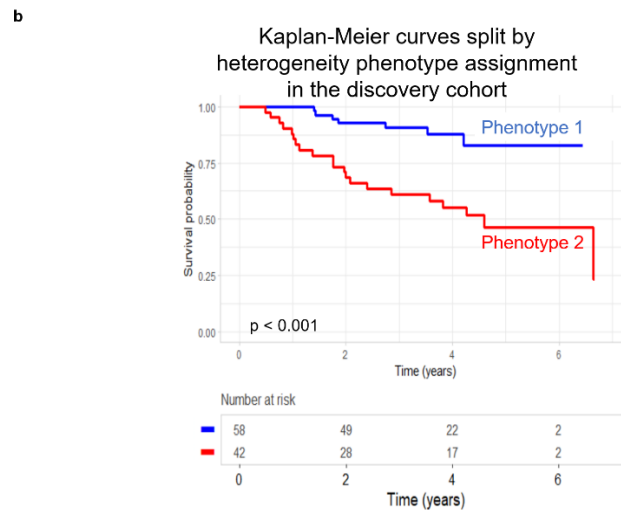 b
Kaplan-Meier curves split by
heterogeneity phenotype assignment
in the discovery cohort
Survival probability
1.00
0.75
0.50
0.25
0.00
Phenotype 1
Phenotype 2
p < 0.001
0 2 4 6
Time (years)
Number at risk
58 49 22 2
42 28 17 2
0 2 4 6
Time (years)